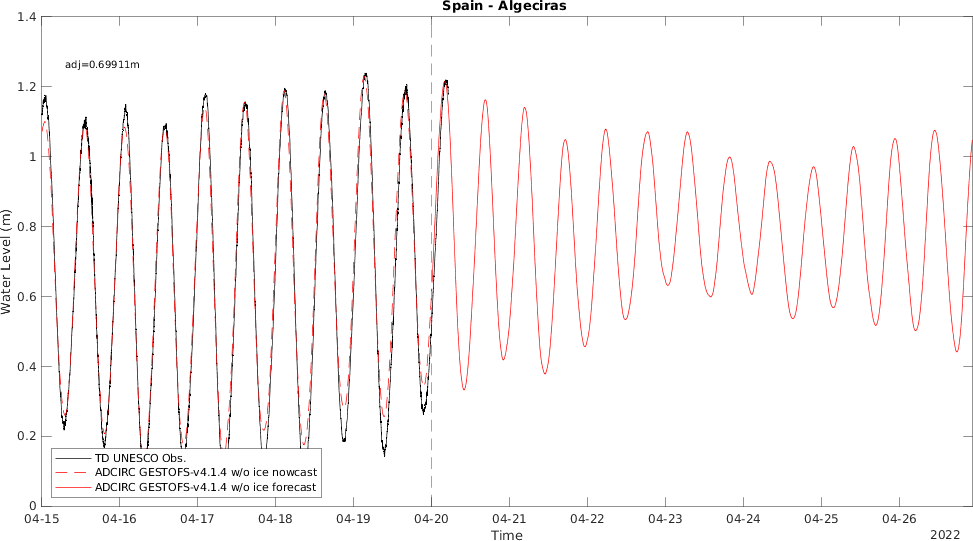 Spain - Algeciras
1.4
adj=0.69911m
1.2
1
0.8
0.6
0.4
0.2
0
Water Level (m)
TD UNESCO Obs.
ADCIRC GESTOFS-v4.1.4 w/o ice nowcast
ADCIRC GESTOFS-v4.1.4 w/o ice forecast
04-15 04-16 04-17 04-18 04-19 04-20 04-21 04-22 04-23 04-24 04-25 04-26
Time
2022